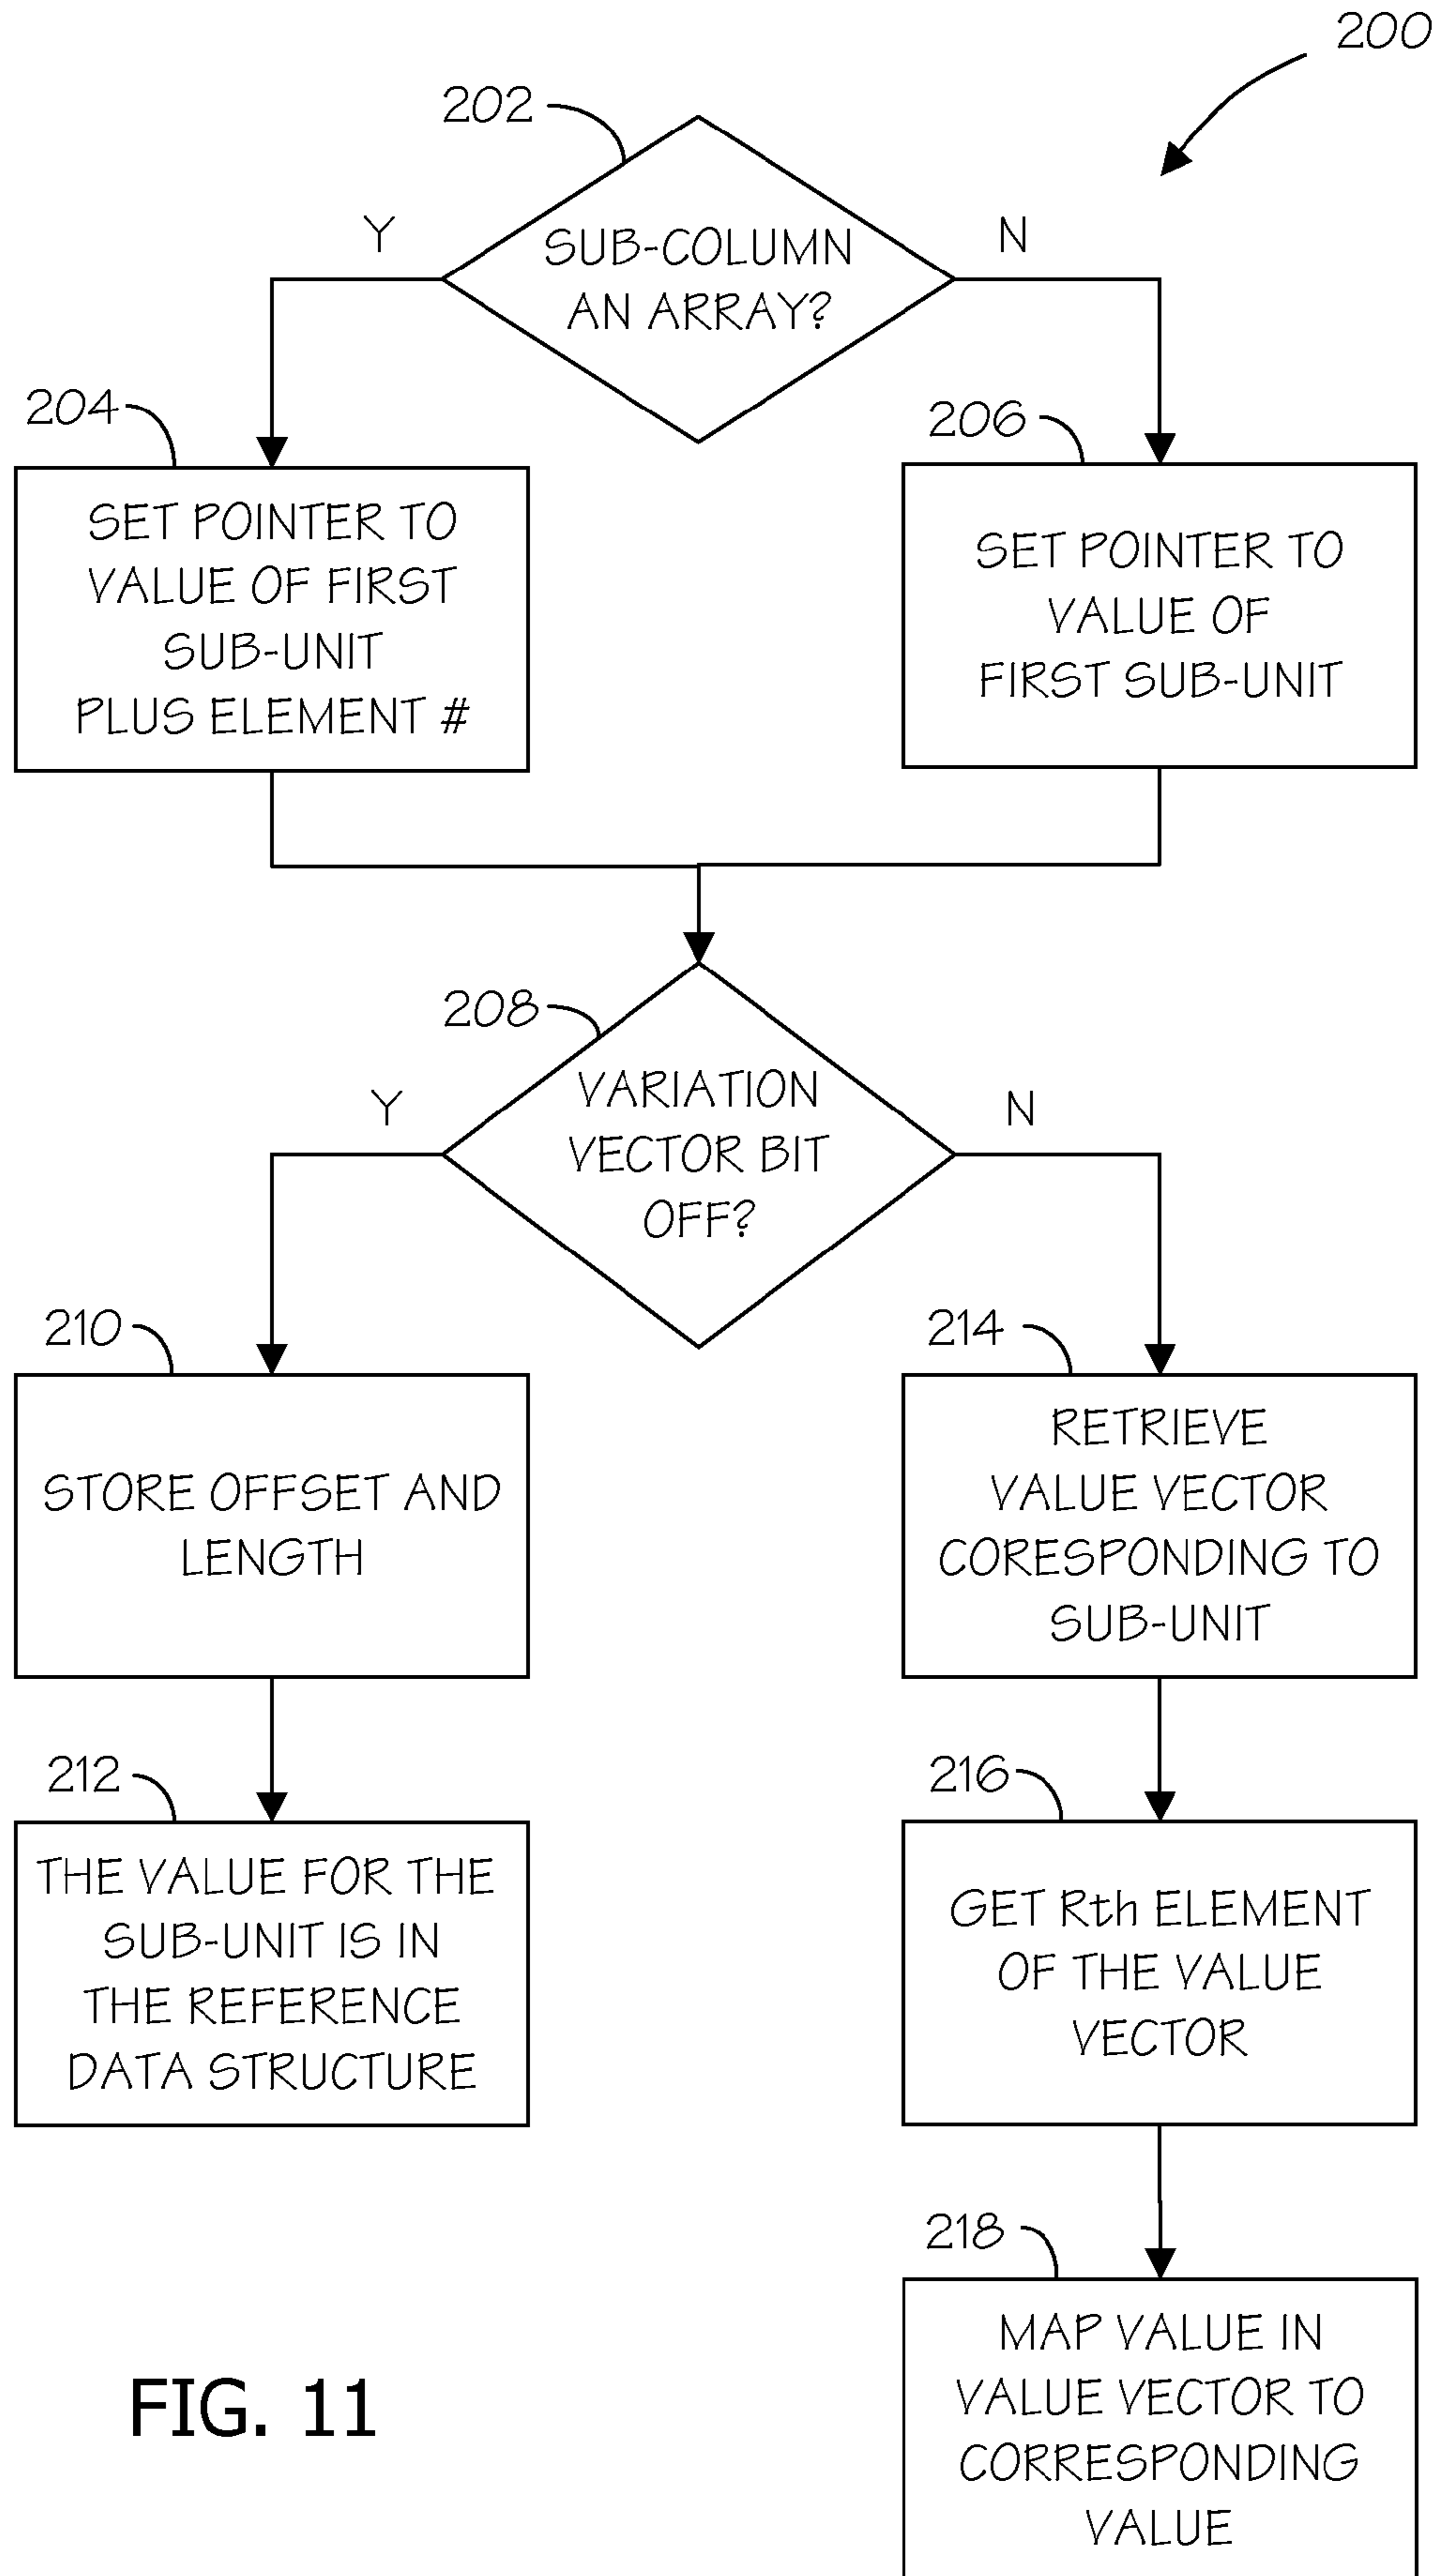 200
202
Y
SUB-COLUMN
AN ARRAY?
N
204
SET POINTER TO
VALUE OF FIRST
SUB-UNIT
PLUS ELEMENT #
206
SET POINTER TO
VALUE OF
FIRST SUB-UNIT
208
Y
VARIATION
VECTOR BIT
OFF?
N
210
STORE OFFSET AND
LENGTH
214
RETRIEVE
VALUE VECTOR
CORESPONDING TO
SUB-UNIT
212
THE VALUE FOR THE
SUB-UNIT IS IN
THE REFERENCE
DATA STRUCTURE
216
GET Rth ELEMENT
OF THE VALUE
VECTOR
218
MAP VALUE IN
VALUE VECTOR TO
CORRESPONDING
VALUE
FIG. 11